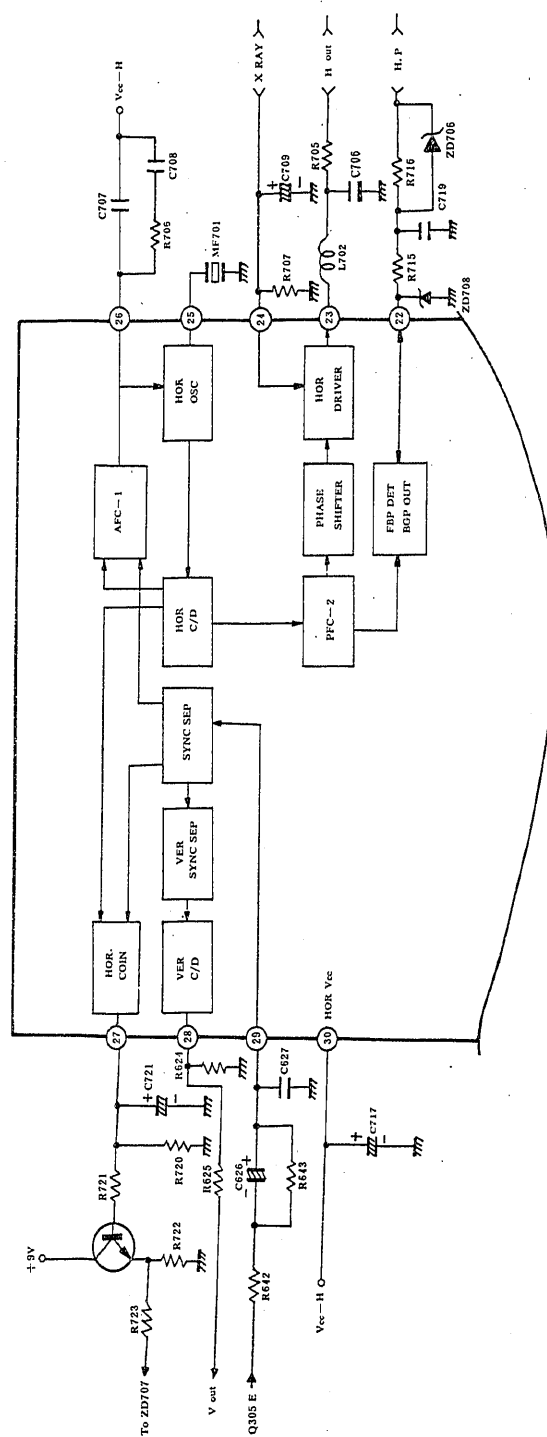 +9V
To ZD707
R723
R722
R721
R720
C721
27
HOR.
COIN
AFC-1
26
C707
Vcc-H
R706
C708
V out
R625
R624
28
VER
C/D
VER
SYNC SEP
SYNC SEP
HOR
C/D
HOR
OSC
25
MF701
Q305 E
R642
C626
R643
C627
29
24
R707
C709
X RAY
PFC-2
PHASE
SHIFTER
HOR
DRIVER
23
L702
R705
C706
H out
Vcc-H
C717
30
HOR Vcc
FBP DET
BGP OUT
22
ZD708
R715
C719
R716
ZD706
H.P